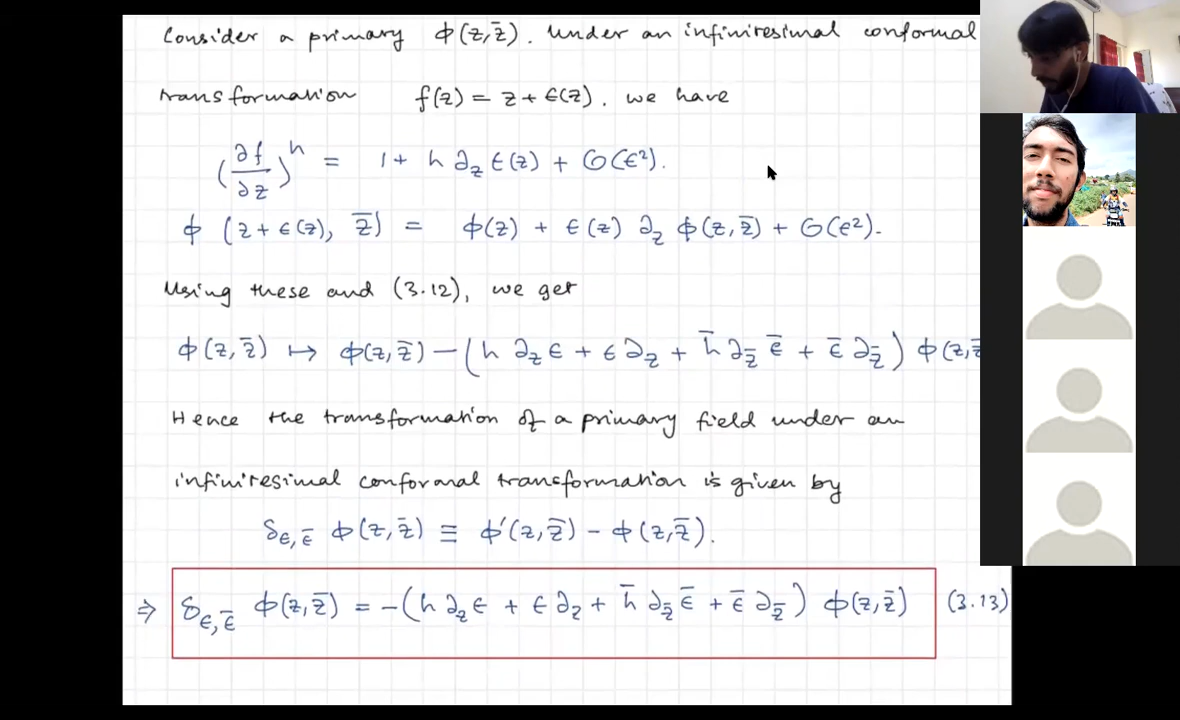 Consider a primary ϕ(z, z̄). Under an infinitesimal conformal
transformation f(z) = z + ϵ(z). we have
(∂f/∂z)^h = 1 + h ∂_z ϵ(z) + O(ϵ²).
ϕ (z + ϵ(z), z̄) = ϕ(z) + ϵ(z) ∂_z ϕ(z, z̄) + O(ϵ²).
Using these and (3.12), we get
ϕ(z, z̄) ↦ ϕ(z, z̄) − (h ∂_z ϵ + ϵ ∂_z + h̄ ∂_z̄ ϵ̄ + ϵ̄ ∂_z̄) ϕ(z, z̄
Hence the transformation of a primary field under an
infinitesimal conformal transformation is given by
δ_ϵ,ϵ̄ ϕ(z, z̄) ≡ ϕ′(z, z̄) − ϕ(z, z̄).
⇒ δ_ϵ,ϵ̄ ϕ(z, z̄) = −(h ∂_z ϵ + ϵ ∂_z + h̄ ∂_z̄ ϵ̄ + ϵ̄ ∂_z̄) ϕ(z, z̄) (3.13)